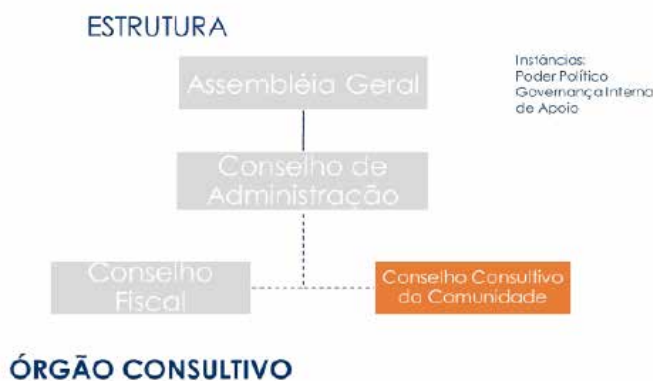 ESTRUTURA
Assembléia Geral
Instâncias:
Poder Político
Governança Interna
de Apoio
Conselho de
Administração
Conselho
Fiscal
Conselho Consultivo
da Comunidade
ÓRGÃO CONSULTIVO